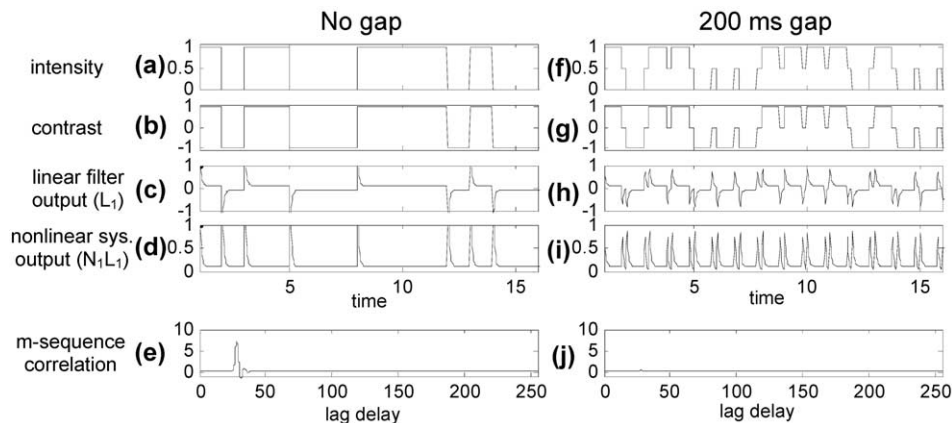 No gap
200 ms gap
intensity
(a)
1
0.5
0
(f)
1
0.5
0
contrast
(b)
1
0
-1
(g)
1
0
-1
linear filter
output (L₁)
(c)
1
0
-1
(h)
1
0
-1
nonlinear sys.
output (N₁L₁)
(d)
1
0.5
0
(i)
1
0.5
0
5 10 15
time
5 10 15
time
m-sequence
correlation
(e)
10
5
0
(j)
10
5
0
0 50 100 150 200 250
lag delay
0 50 100 150 200 250
lag delay